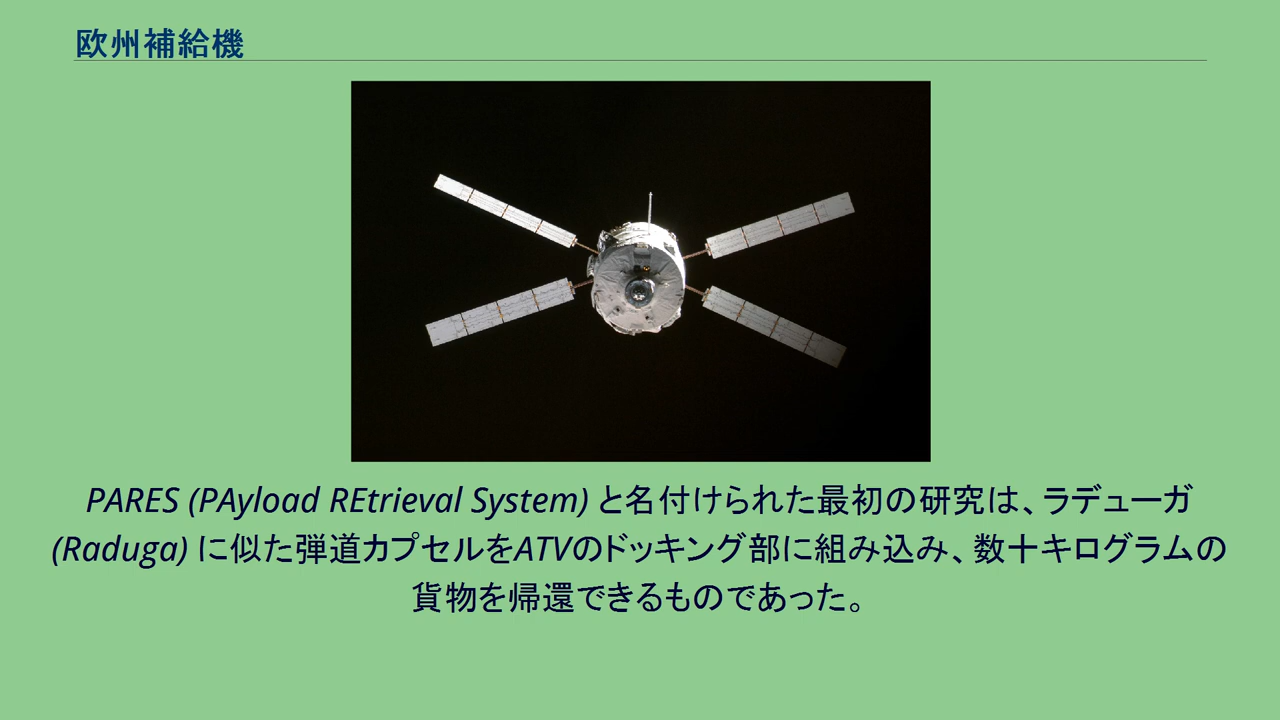 欧州補給機
PARES (PAyload REtrieval System) と名付けられた最初の研究は、ラデューガ
(Raduga) に似た弾道カプセルをATVのドッキング部に組み込み、数十キログラムの
貨物を帰還できるものであった。